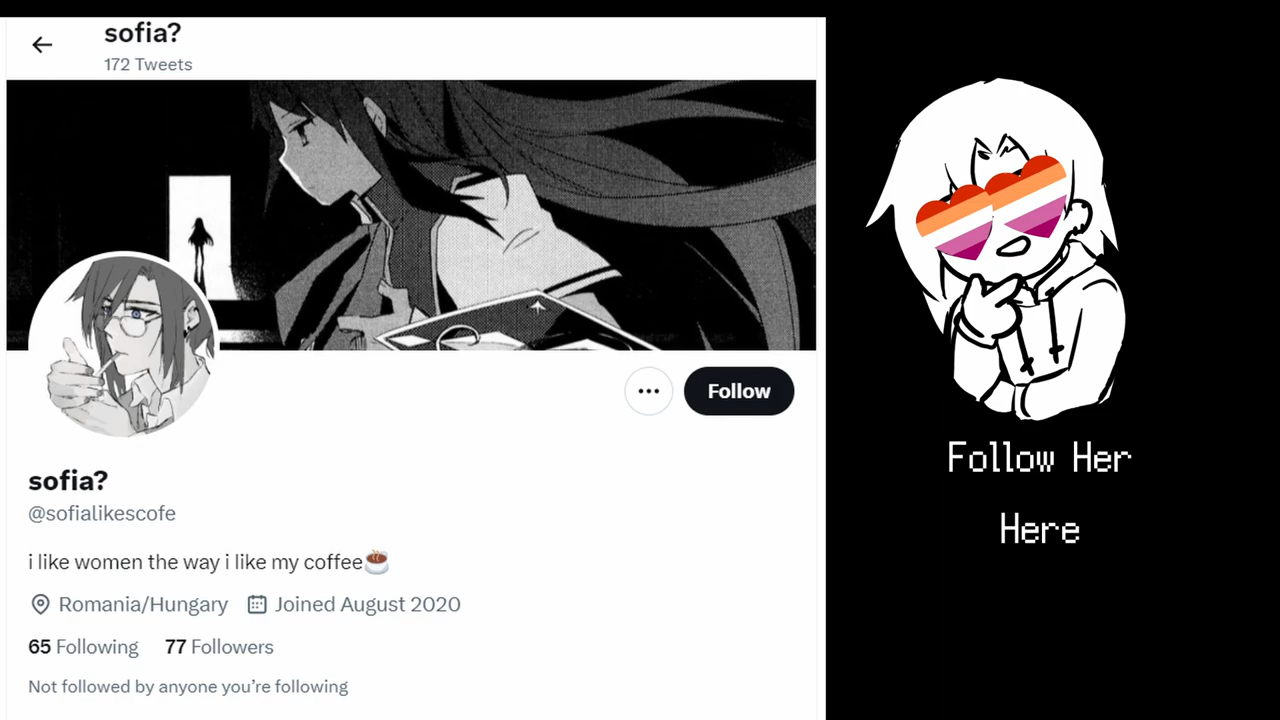 sofia?
172 Tweets
Follow
sofia?
@sofialikescofe
i like women the way i like my coffee☕
Romania/Hungary Joined August 2020
65 Following 77 Followers
Not followed by anyone you’re following
Follow Her
Here